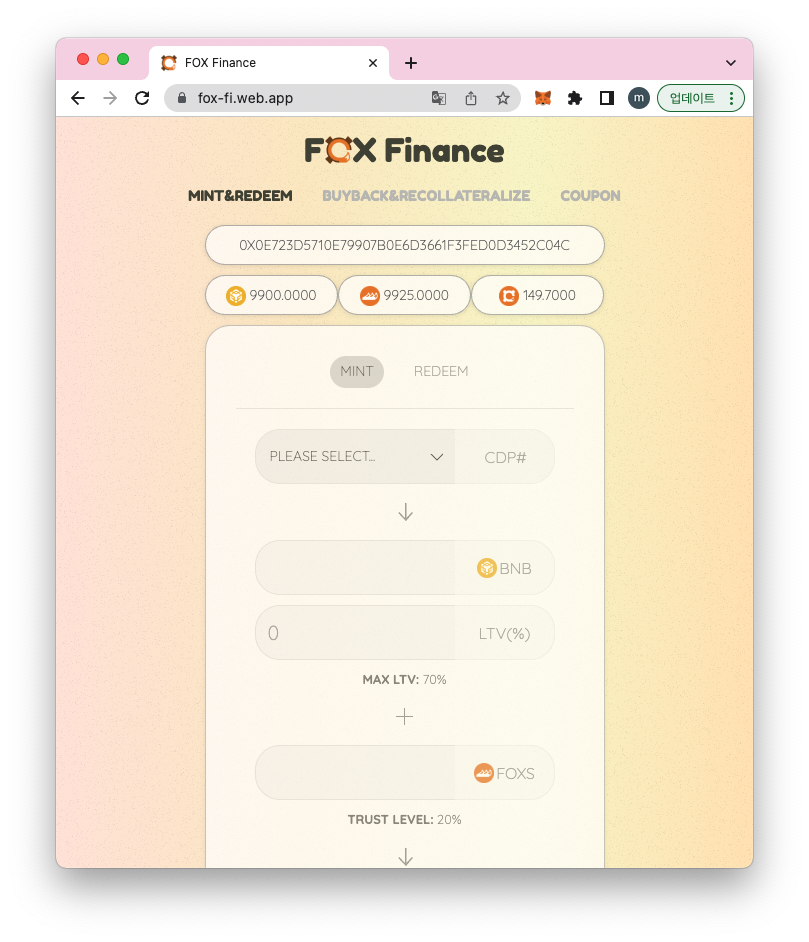 FOX Finance
fox-fi.web.app
m
업데이트
FOX Finance
MINT&REDEEM BUYBACK&RECOLLATERALIZE COUPON
0X0E723D5710E79907B0E6D3661F3FED0D3452C04C
9900.0000 9925.0000 149.7000
MINT REDEEM
PLEASE SELECT... CDP#
BNB
0 LTV(%)
MAX LTV: 70%
FOXS
TRUST LEVEL: 20%